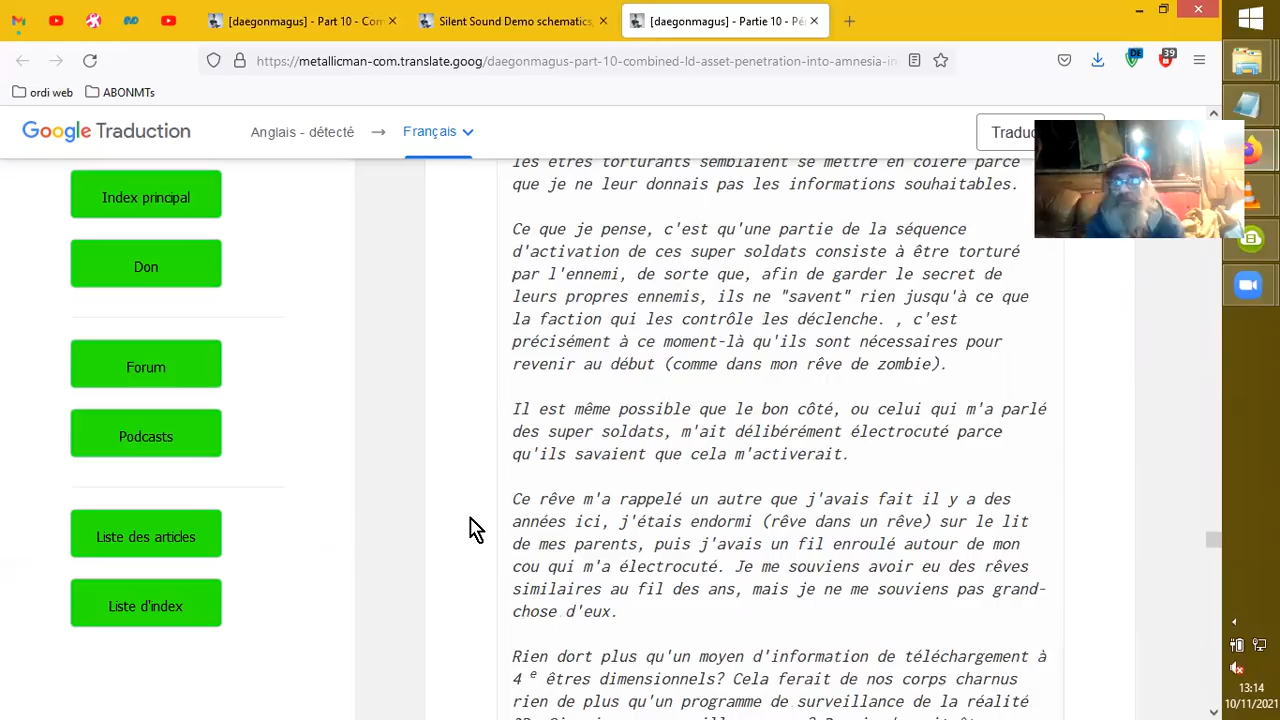 [daegonmagus] - Part 10 - Con
Silent Sound Demo schematics,
[daegonmagus] - Partie 10 - Pé
https://metallicman-com.translate.goog/daegonmagus-part-10-combined-ld-asset-penetration-into-amnesia-in
DE
39
ordi web
ABONMTs
Google Traduction
Anglais - détecté
Français
Traduc
Index principal
Don
Forum
Podcasts
Liste des articles
Liste d'index
les êtres torturants semblaient se mettre en colère parce
que je ne leur donnais pas les informations souhaitables.
Ce que je pense, c'est qu'une partie de la séquence
d'acivation de ces super soldats consiste à être torturé
par l'ennemi, de sorte que, afin de garder le secret de
leurs propres ennemis, ils ne "savent" rien jusqu'à ce que
la faction qui les contrôle les déclenche. , c'est
précisément à ce moment-là qu'ils sont nécessaires pour
revenir au début (comme dans mon rêve de zombie).
Il est même possible que le bon côté, ou celui qui m'a parlé
des super soldats, m'ait délibérément électrocuté parce
qu'ils savaient que cela m'activerait.
Ce rêve m'a rappelé un autre que j'avais fait il y a des
années ici, j'étais endormi (rêve dans un rêve) sur le lit
de mes parents, puis j'avais un fil enroulé autour de mon
cou qui m'a électrocuté. Je me souviens avoir eu des rêves
similaires au fil des ans, mais je ne me souviens pas grand-
chose d'eux.
Rien dort plus qu'un moyen d'information de téléchargement à
4 e êtres dimensionnels? Cela ferait de nos corps charnus
rien de plus qu'un programme de surveillance de la réalité
13:14
10/11/2021